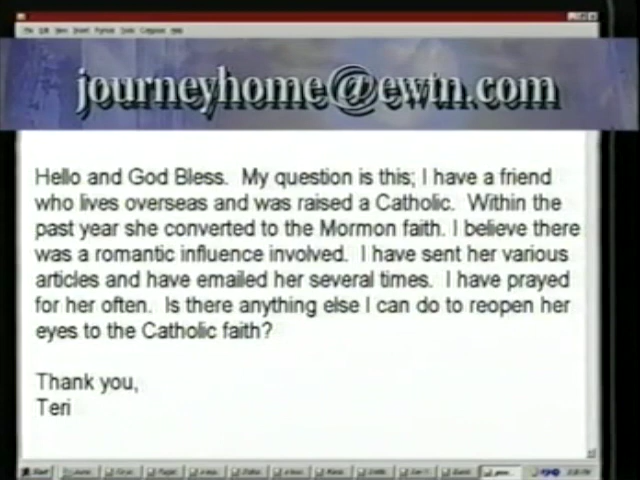 journeyhome@ewtn.com
Hello and God Bless. My question is this; I have a friend
who lives overseas and was raised a Catholic. Within the
past year she converted to the Mormon faith. I believe there
was a romantic influence involved. I have sent her various
articles and have emailed her several times. I have prayed
for her often. Is there anything else I can do to reopen her
eyes to the Catholic faith?
Thank you,
Teri